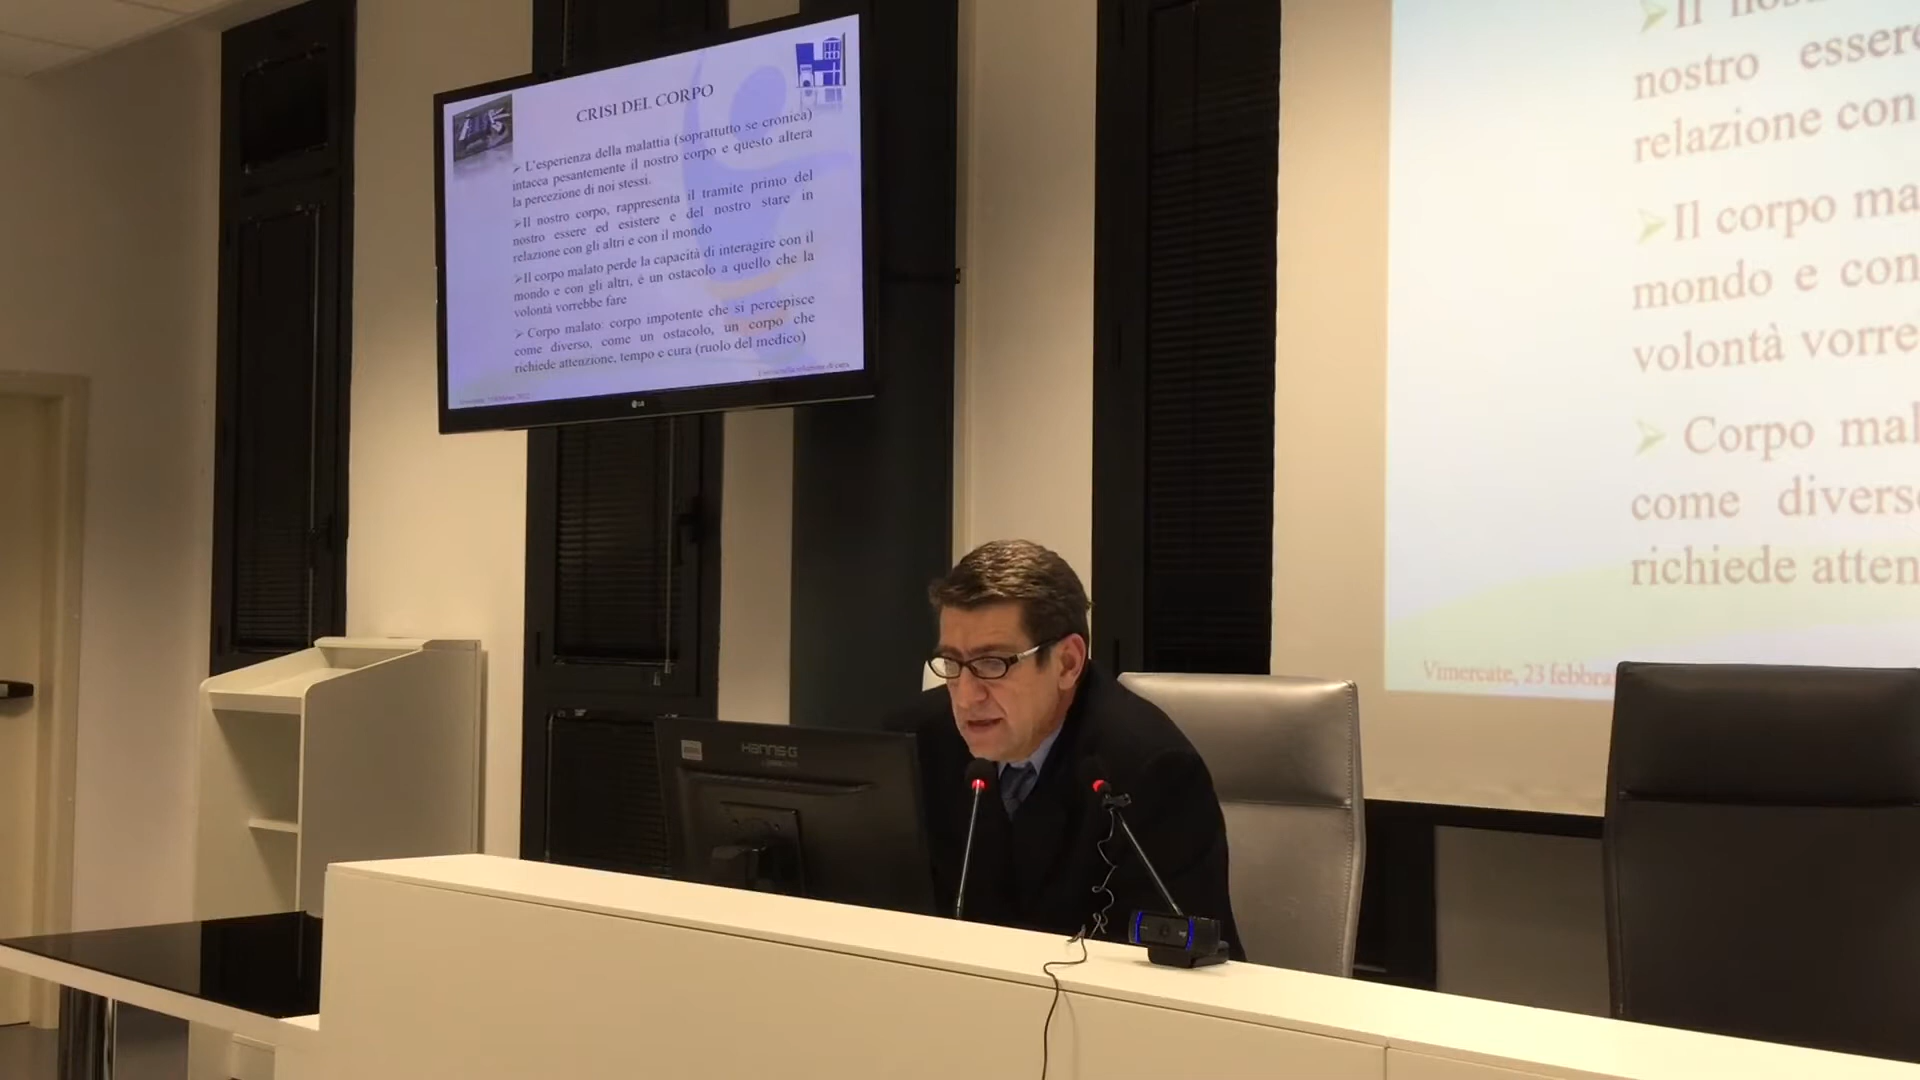 CRISI DEL CORPO
➢ L'esperienza della malattia (soprattutto se cronica)
intacca pesantemente il nostro corpo e questo altera
la percezione di noi stessi.
➢Il nostro corpo, rappresenta il tramite primo del
nostro essere ed esistere e del nostro stare in
relazione con gli altri e con il mondo
➢Il corpo malato perde la capacità di interagire con il
mondo e con gli altri, è un ostacolo a quello che la
volontà vorrebbe fare
➢ Corpo malato: corpo impotente che si percepisce
come diverso, come un ostacolo, un corpo che
richiede attenzione, tempo e cura (ruolo del medico)
LG
➢Il
nostro essere
relazione con
➢Il corpo ma
mondo e con
volontà vorre
➢ Corpo mal
come divers
richiede atten
Vimercate, 23 febbra
HANNS-G